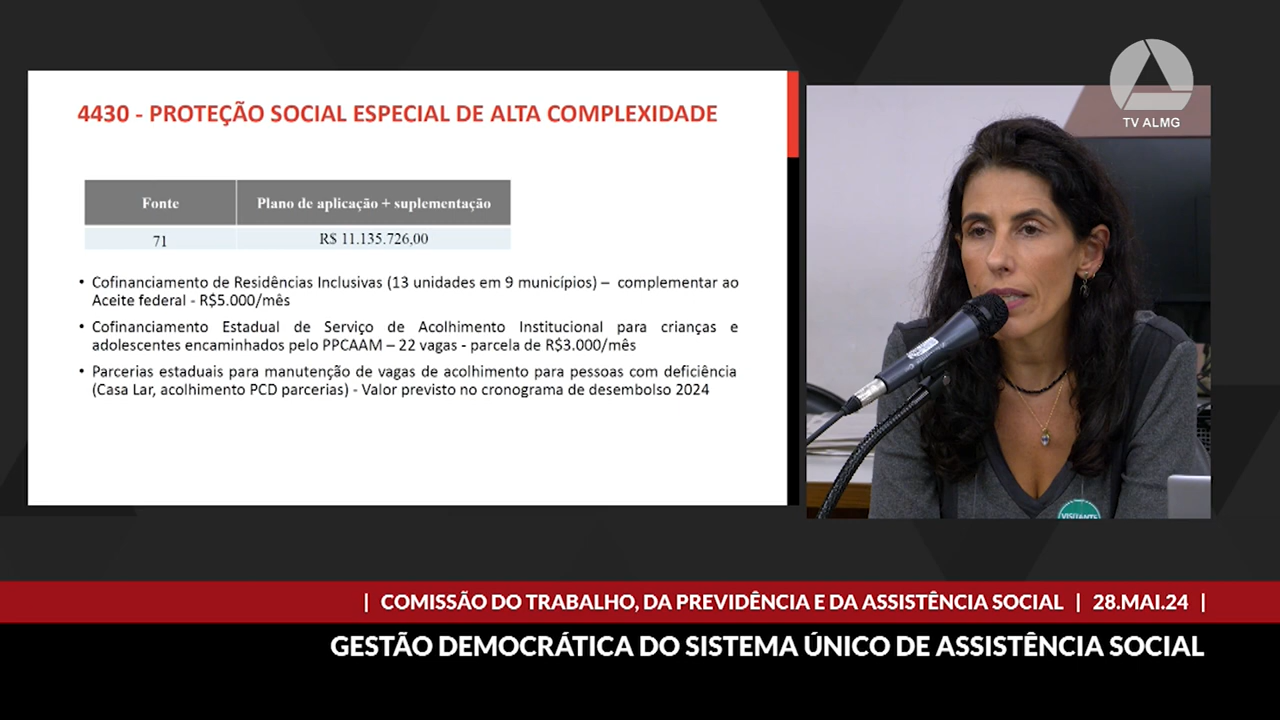 TV ALMG
4430 - PROTEÇÃO SOCIAL ESPECIAL DE ALTA COMPLEXIDADE
Fonte
Plano de aplicação + suplementação
71
R$ 11.135.726,00
• Cofinanciamento de Residências Inclusivas (13 unidades em 9 municípios) – complementar ao
Aceite federal - R$5.000/mês
• Cofinanciamento Estadual de Serviço de Acolhimento Institucional para crianças e
adolescentes encaminhados pelo PPCAAM – 22 vagas - parcela de R$3.000/mês
• Parcerias estaduais para manutenção de vagas de acolhimento para pessoas com deficiência
(Casa Lar, acolhimento PCD parcerias) - Valor previsto no cronograma de desembolso 2024
VISITANTE
| COMISSÃO DO TRABALHO, DA PREVIDÊNCIA E DA ASSISTÊNCIA SOCIAL | 28.MAI.24 |
GESTÃO DEMOCRÁTICA DO SISTEMA ÚNICO DE ASSISTÊNCIA SOCIAL